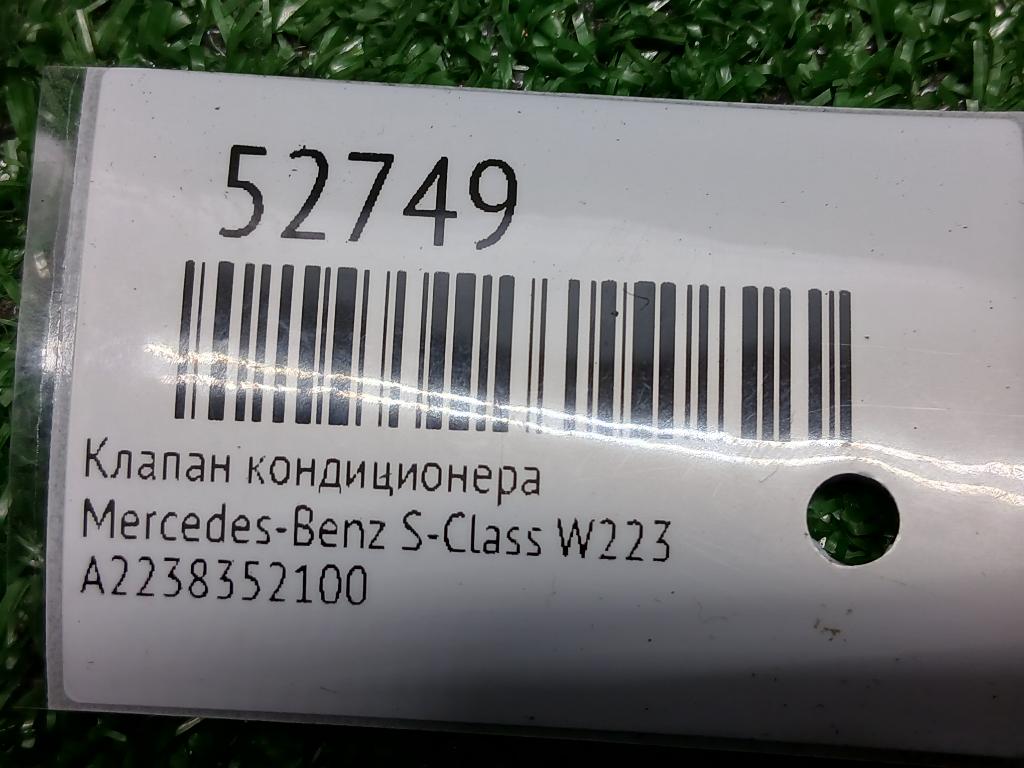 52749
Клапан кондиционера
Mercedes-Benz S-Class W223
A2238352100